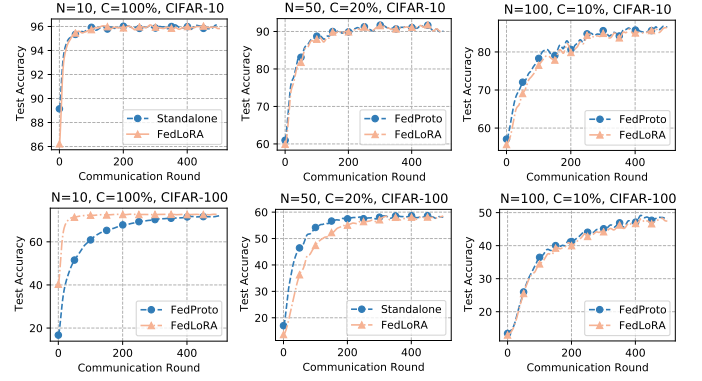 N=10, C=100%, CIFAR-10
Test Accuracy
96
94
92
90
88
86
Standalone
FedLoRA
0 200 400
Communication Round
N=50, C=20%, CIFAR-10
Test Accuracy
90
80
70
60
FedProto
FedLoRA
0 200 400
Communication Round
N=100, C=10%, CIFAR-10
Test Accuracy
80
70
60
FedProto
FedLoRA
0 200 400
Communication Round
N=10, C=100%, CIFAR-100
Test Accuracy
60
40
20
FedProto
FedLoRA
0 200 400
Communication Round
N=50, C=20%, CIFAR-100
Test Accuracy
60
50
40
30
20
Standalone
FedLoRA
0 200 400
Communication Round
N=100, C=10%, CIFAR-100
Test Accuracy
50
40
30
20
FedProto
FedLoRA
0 200 400
Communication Round